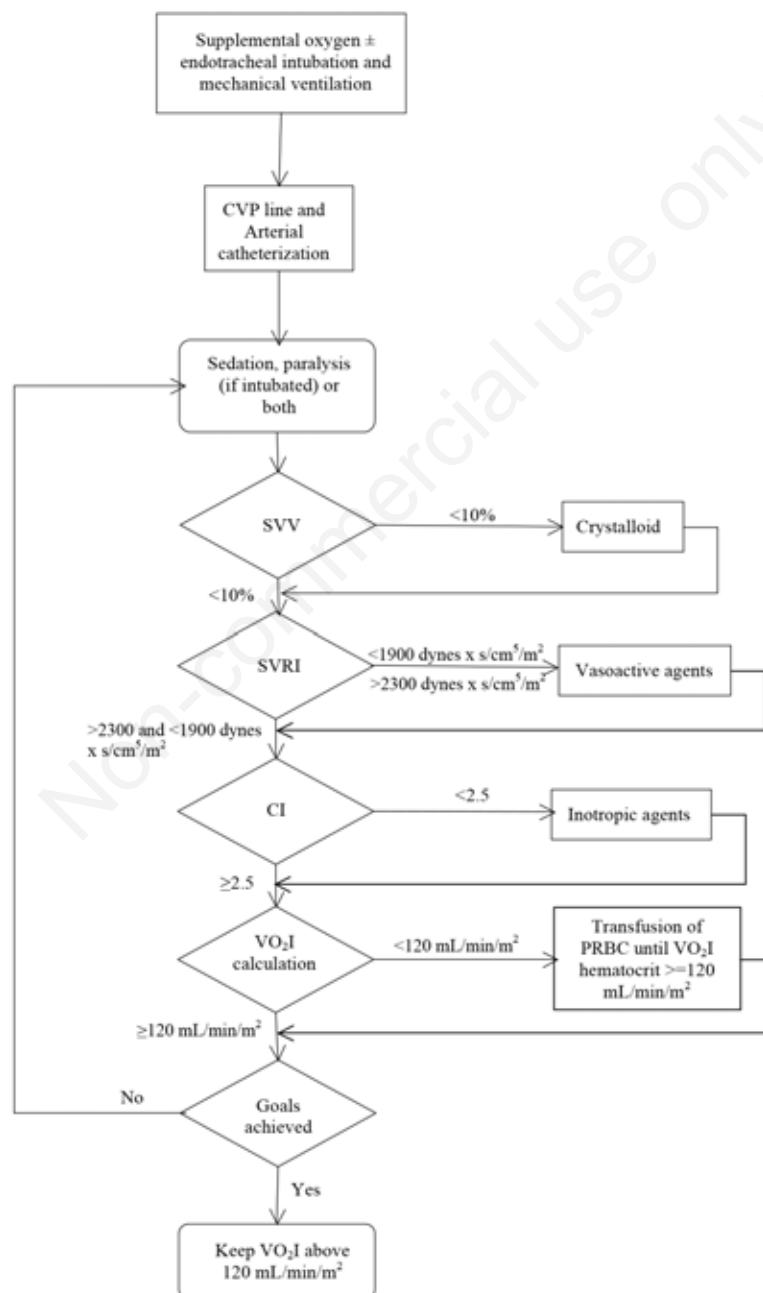 Supplemental oxygen ±
endotracheal intubation and
mechanical ventilation
CVP line and
Arterial
catheterization
Sedation, paralysis
(if intubated) or
both
SVV
<10%
Crystalloid
<10%
SVRI
<1900 dynes x s/cm⁵/m²
>2300 dynes x s/cm⁵/m²
Vasoactive agents
>2300 and <1900 dynes
x s/cm⁵/m²
CI
<2.5
Inotropic agents
≥2.5
VO₂I
calculation
<120 mL/min/m²
Transfusion of
PRBC until VO₂I
hematocrit >=120
mL/min/m²
≥120 mL/min/m²
Goals
achieved
No
Yes
Keep VO₂I above
120 mL/min/m²
Non-commercial use only